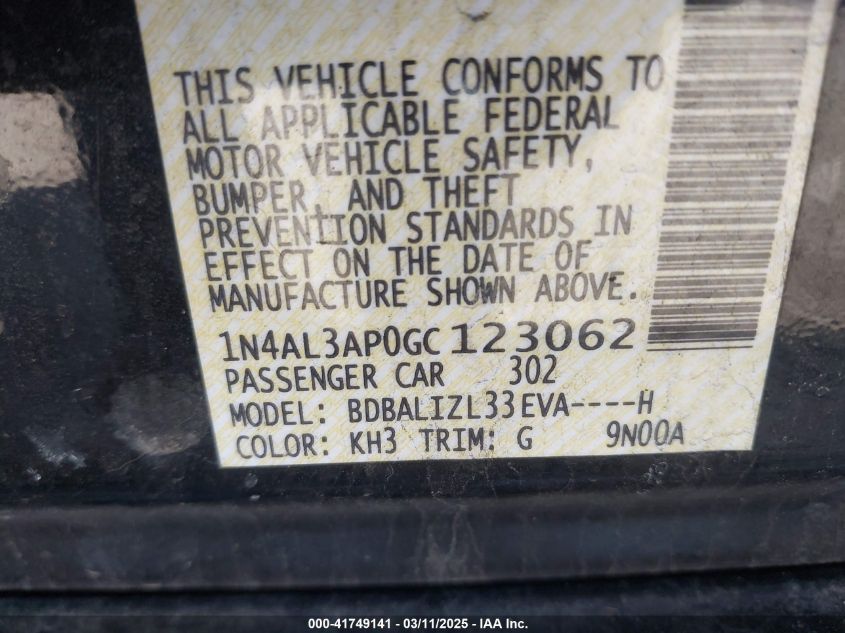 THIS VEHICLE CONFORMS TO
ALL APPLICABLE FEDERAL
MOTOR VEHICLE SAFETY,
BUMPER, AND THEFT
PREVENTION STANDARDS IN
EFFECT ON THE DATE OF
MANUFACTURE SHOWN ABOVE.
1N4AL3AP0GC123062
PASSENGER CAR 302
MODEL: BDBALIZL33EVA----H
COLOR: KH3 TRIM: G 9N00A
000-41749141 - 03/11/2025 - IAA Inc.